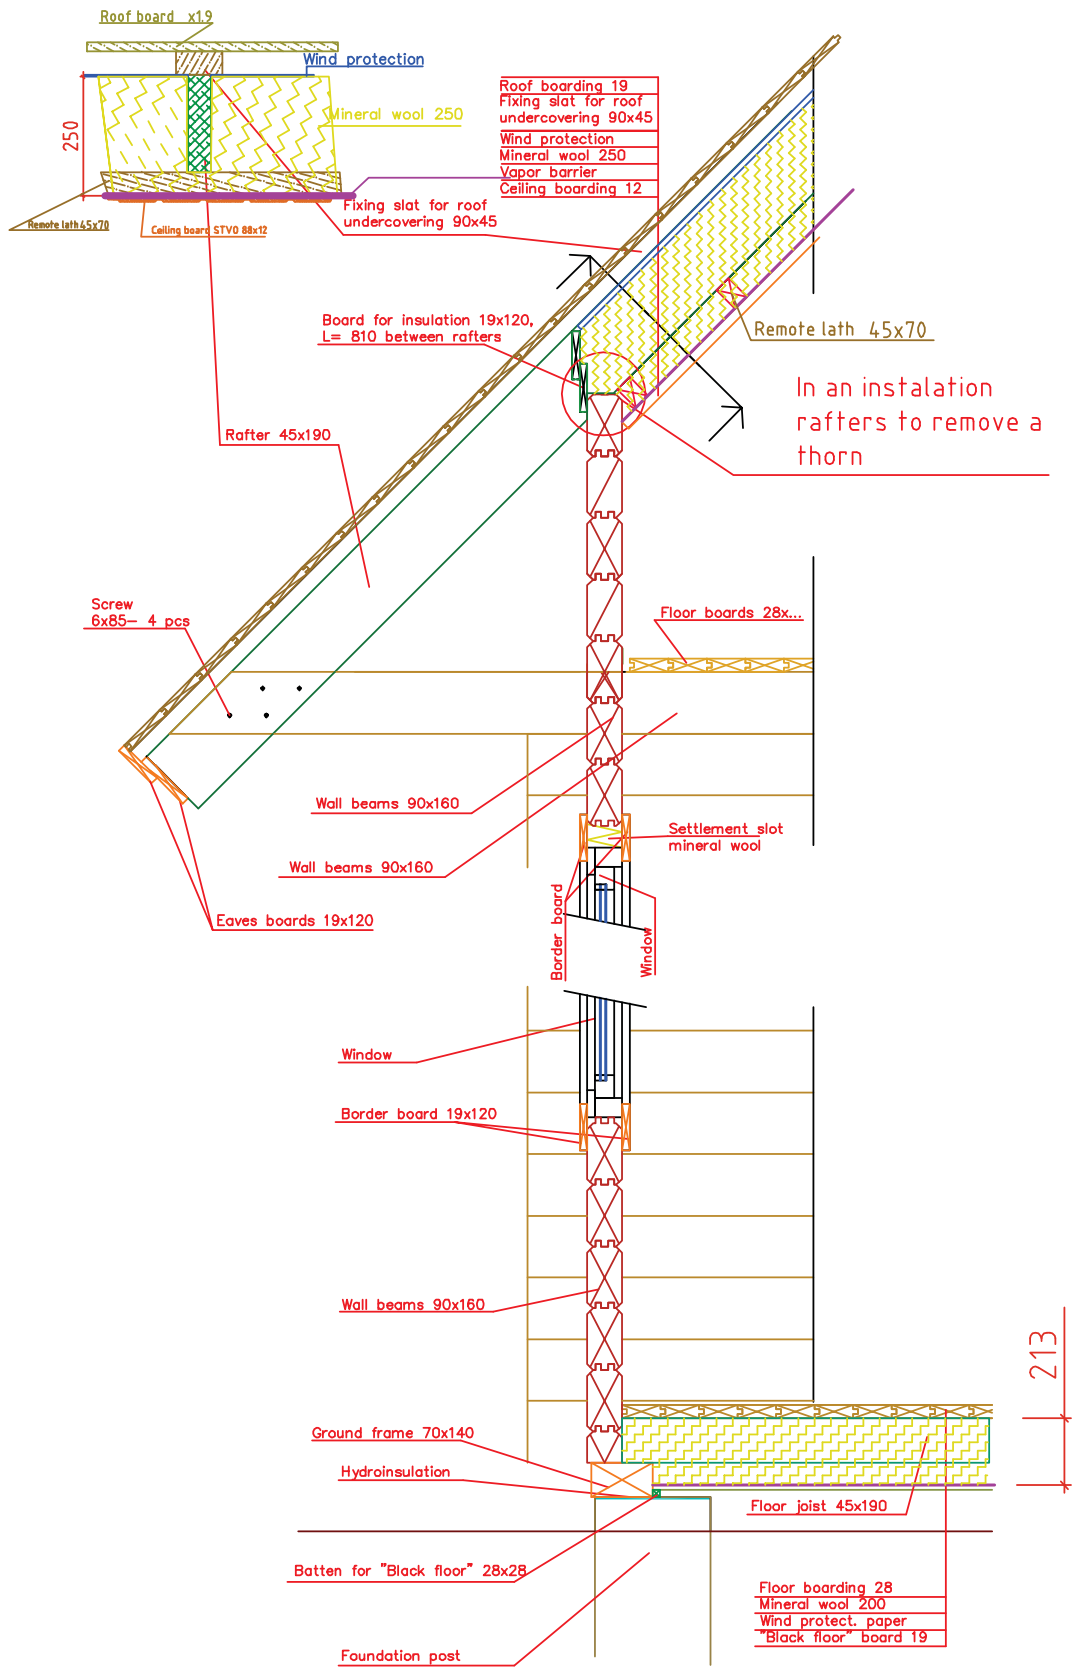 Roof board x1.9
Wind protection
Mineral wool 250
250
Remote lath 45x70
Ceiling board STVO 88x12
Roof boarding 19
Fixing slat for roof
undercovering 90x45
Wind protection
Mineral wool 250
Vapor barrier
Ceiling boarding 12
Fixing slat for roof
undercovering 90x45
Board for insulation 19x120,
L= 810 between rafters
Remote lath 45x70
In an instalation
rafters to remove a
thorn
Rafter 45x190
Screw
6x85– 4 pcs
Floor boards 28x...
Wall beams 90x160
Settlement slot
mineral wool
Wall beams 90x160
Border board
Window
Eaves boards 19x120
Window
Border board 19x120
Wall beams 90x160
213
Ground frame 70x140
Hydroinsulation
Floor joist 45x190
Batten for "Black floor" 28x28
Floor boarding 28
Mineral wool 200
Wind protect. paper
"Black floor" board 19
Foundation post